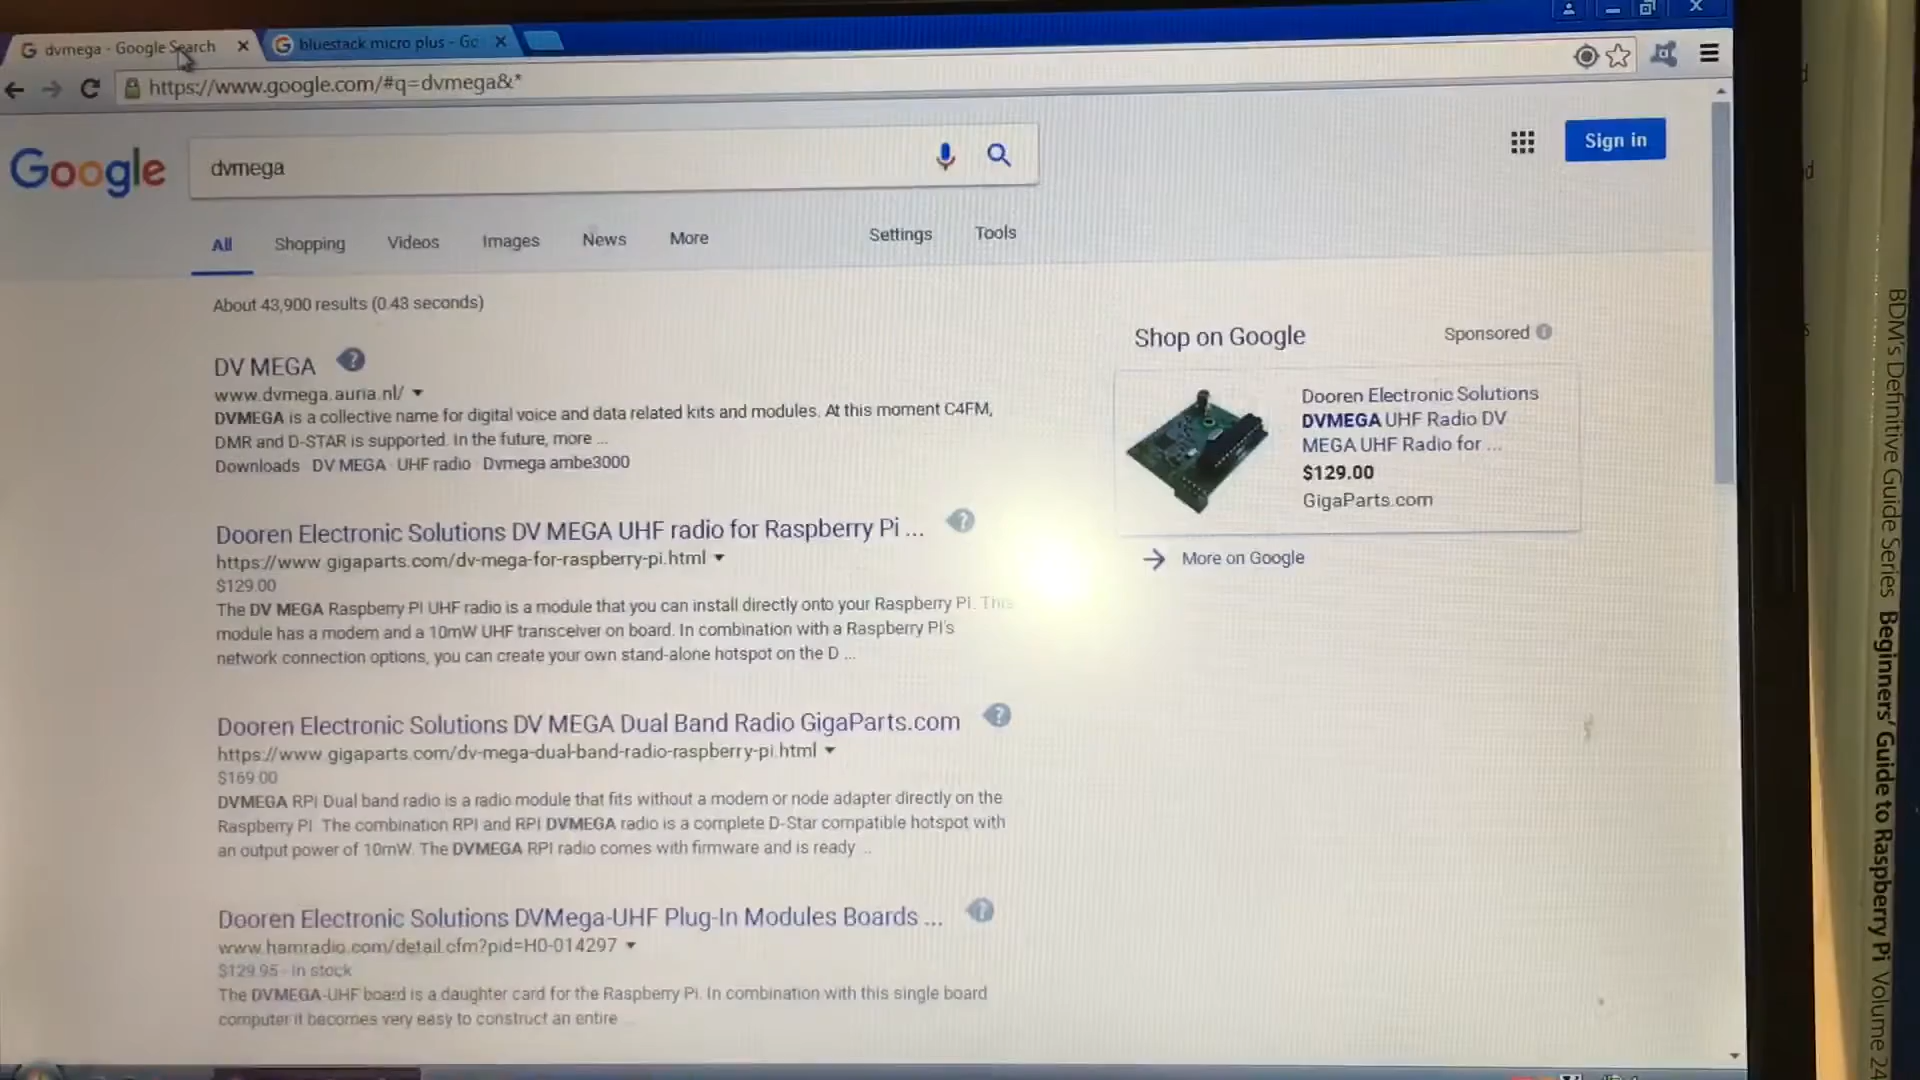 dvmega - Google Search
bluestack micro plus - Go
https://www.google.com/#q=dvmega&*
Google
dvmega
Sign in
All Shopping Videos Images News More Settings Tools
About 43,900 results (0.43 seconds)
DV MEGA
www.dvmega.auria.nl/
DVMEGA is a collective name for digital voice and data related kits and modules. At this moment C4FM,
DMR and D-STAR is supported. In the future, more ...
Downloads · DV MEGA · UHF radio · Dvmega ambe3000
Dooren Electronic Solutions DV MEGA UHF radio for Raspberry Pi ...
https://www.gigaparts.com/dv-mega-for-raspberry-pi.html
$129.00
The DV MEGA Raspberry PI UHF radio is a module that you can install directly onto your Raspberry PI. This
module has a modem and a 10mW UHF transceiver on board. In combination with a Raspberry PI's
network connection options, you can create your own stand-alone hotspot on the D ...
Dooren Electronic Solutions DV MEGA Dual Band Radio GigaParts.com
https://www.gigaparts.com/dv-mega-dual-band-radio-raspberry-pi.html
$169.00
DVMEGA RPI Dual band radio is a radio module that fits without a modem or node adapter directly on the
Raspberry PI. The combination RPI and RPI DVMEGA radio is a complete D-Star compatible hotspot with
an output power of 10mW. The DVMEGA RPI radio comes with firmware and is ready ...
Dooren Electronic Solutions DVMega-UHF Plug-In Modules Boards ...
www.hamradio.com/detail.cfm?pid=H0-014297
$129.95 - In stock
The DVMEGA-UHF board is a daughter card for the Raspberry Pi. In combination with this single board
computer it becomes very easy to construct an entire ...
Shop on Google
Sponsored
Dooren Electronic Solutions
DVMEGA UHF Radio DV
MEGA UHF Radio for ...
$129.00
GigaParts.com
More on Google
BDM's Definitive Guide Series Beginners' Guide to Raspberry Pi Volume 24